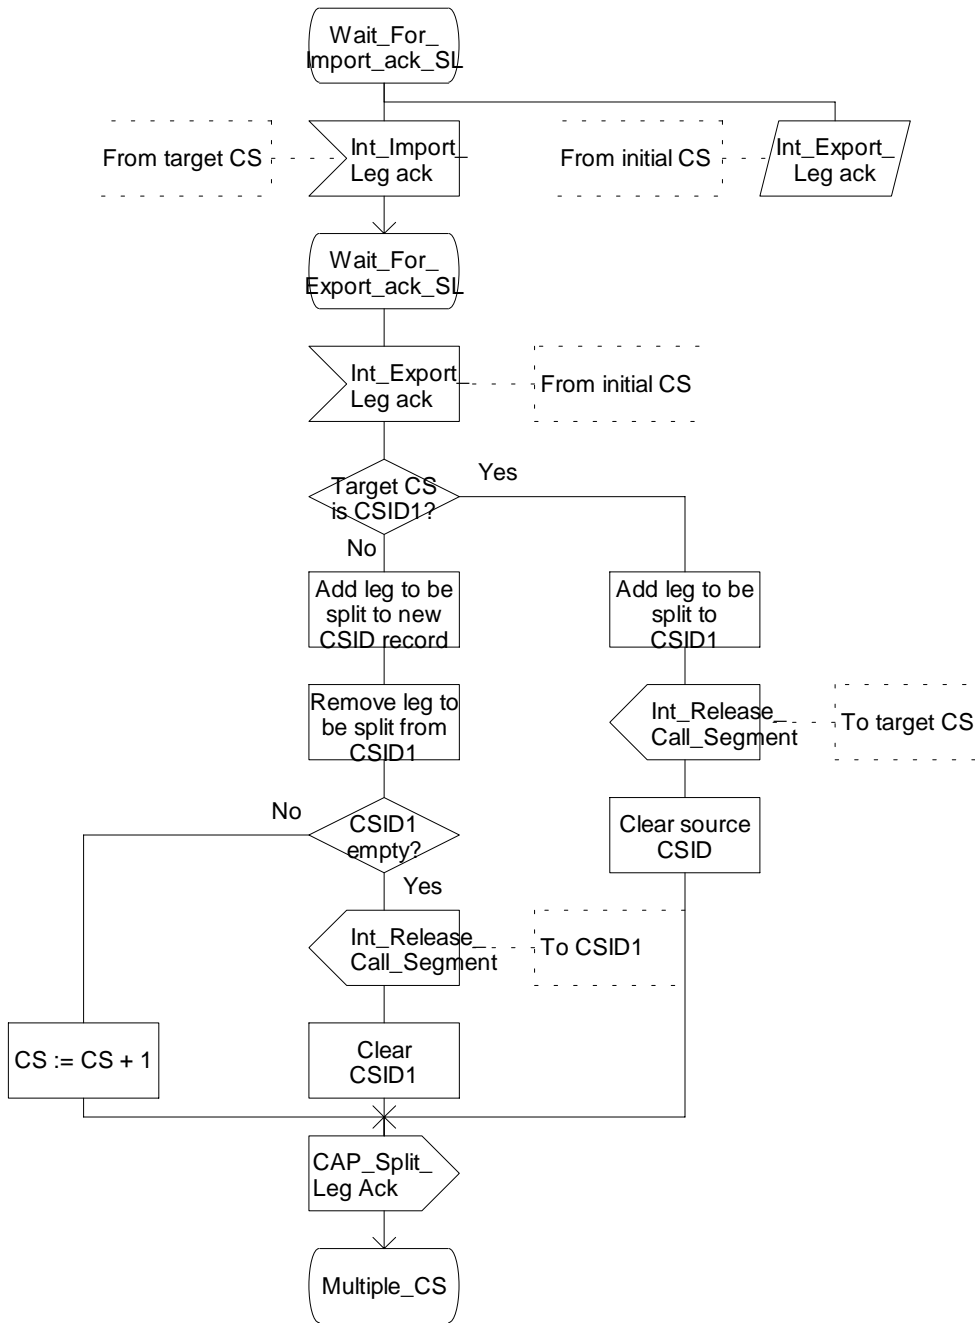 Wait_For_
Import_ack_SL
From target CS
Int_Import_
Leg ack
From initial CS
Int_Export_
Leg ack
Wait_For_
Export_ack_SL
Int_Export_
Leg ack
From initial CS
Target CS
is CSID1?
Yes
No
Add leg to be
split to new
CSID record
Add leg to be
split to
CSID1
Remove leg to
be split from
CSID1
Int_Release_
Call_Segment
To target CS
No
CSID1
empty?
Clear source
CSID
Yes
Int_Release_
Call_Segment
To CSID1
CS := CS + 1
Clear
CSID1
CAP_Split_
Leg Ack
Multiple_CS